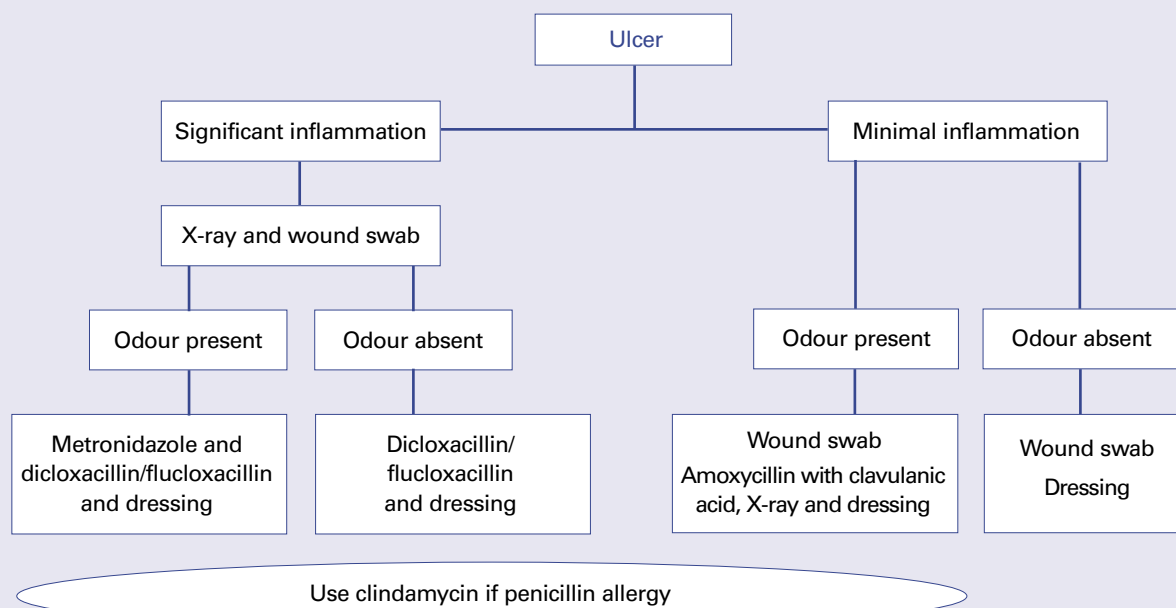 Ulcer
Significant inflammation
Minimal inflammation
X-ray and wound swab
Odour present
Odour absent
Odour present
Odour absent
Metronidazole and
dicloxacillin/flucloxacillin
and dressing
Dicloxacillin/
flucloxacillin
and dressing
Wound swab
Amoxycillin with clavulanic
acid, X-ray and dressing
Wound swab
Dressing
Use clindamycin if penicillin allergy